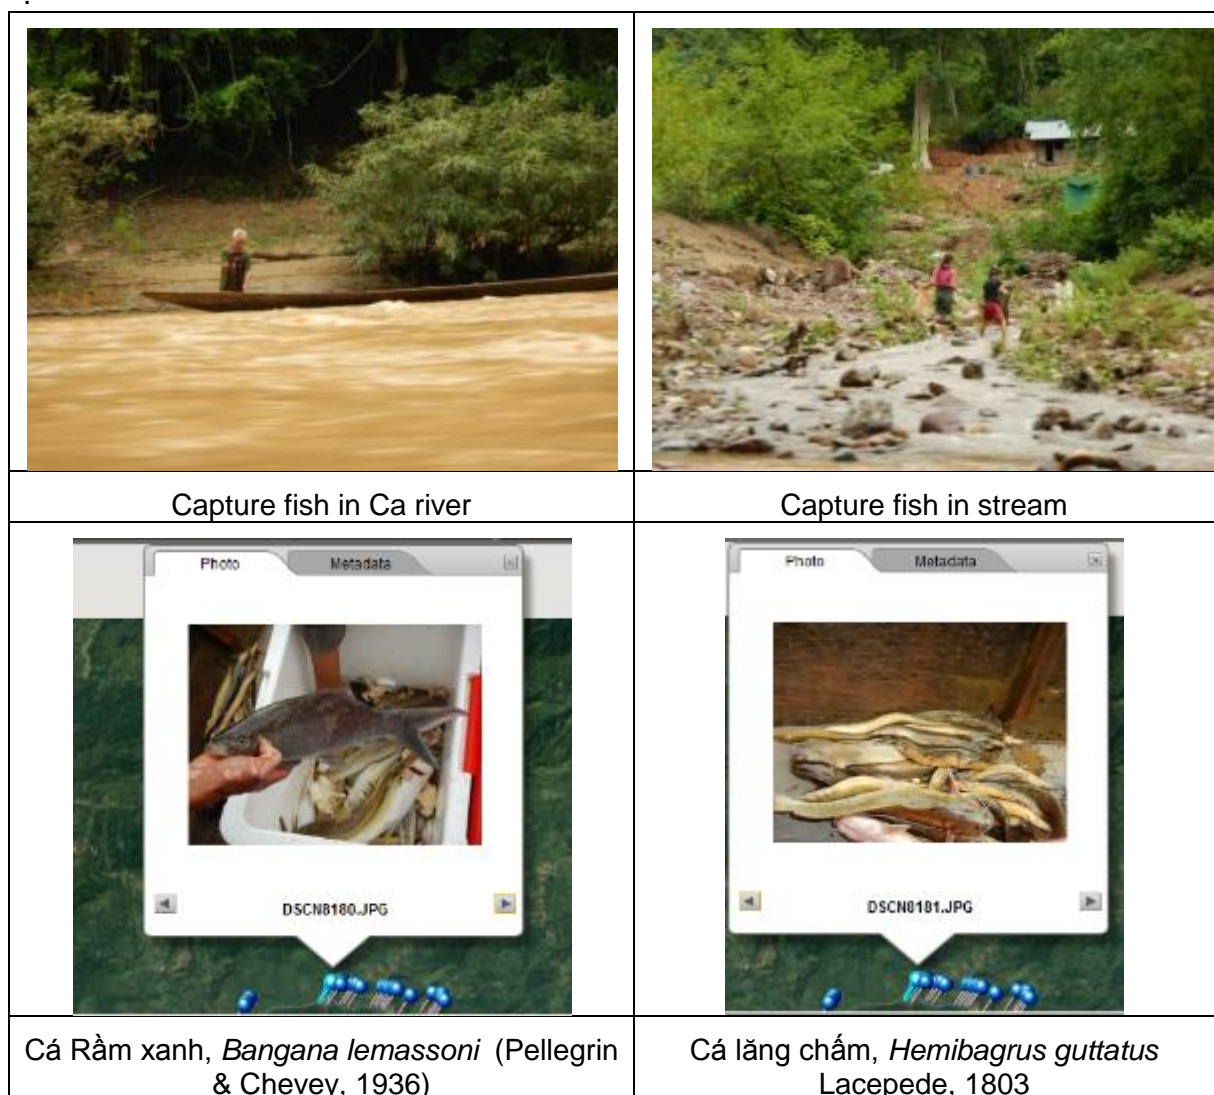 Capture fish in Ca river
Capture fish in stream
Photo
Metadata
DSCN8180.JPG
Photo
Metadata
DSCN8181.JPG
Cá Rầm xanh, Bangana lemassoni (Pellegrin
& Chevey, 1936)
Cá lăng chấm, Hemibagrus guttatus
Lacepede, 1803